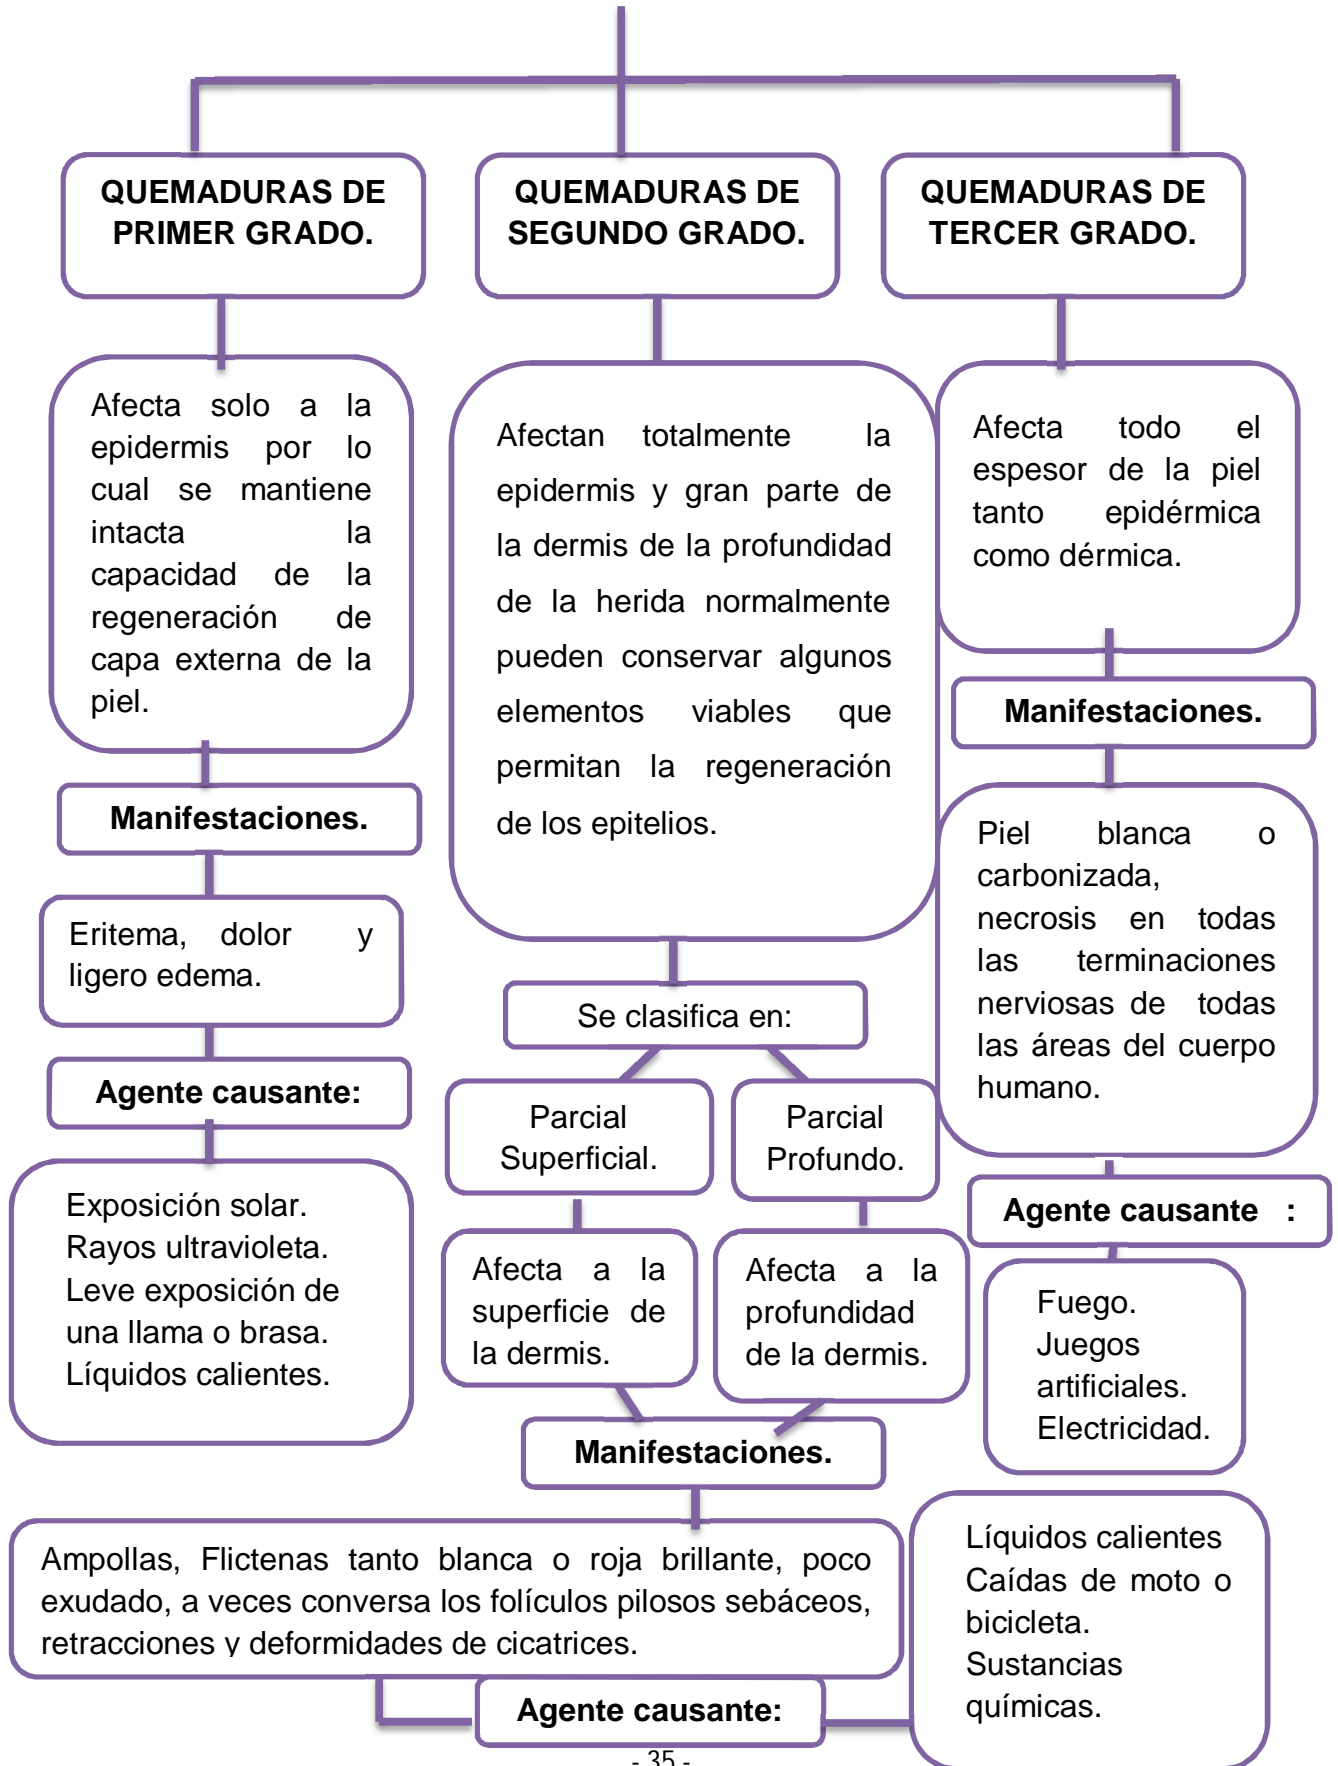 QUEMADURAS DE
PRIMER GRADO.
Afecta solo a la
epidermis por lo
cual se mantiene
intacta la
capacidad de la
regeneración de
capa externa de la
piel.
Manifestaciones.
Eritema, dolor y
ligero edema.
Agente causante:
Exposición solar.
Rayos ultravioleta.
Leve exposición de
una llama o brasa.
Líquidos calientes.
QUEMADURAS DE
SEGUNDO GRADO.
Afectan totalmente la
epidermis y gran parte de
la dermis de la profundidad
de la herida normalmente
pueden conservar algunos
elementos viables que
permitan la regeneración
de los epitelios.
Se clasifica en:
Parcial
Superficial.
Afecta a la
superficie de
la dermis.
Parcial
Profundo.
Afecta a la
profundidad
de la dermis.
Manifestaciones.
Ampollas, Flictenas tanto blanca o roja brillante, poco
exudado, a veces conversa los folículos pilosos sebáceos,
retracciones y deformidades de cicatrices.
Agente causante:
Líquidos calientes
Caídas de moto o
bicicleta.
Sustancias
químicas.
QUEMADURAS DE
TERCER GRADO.
Afecta todo el
espesor de la piel
tanto epidérmica
como dérmica.
Manifestaciones.
Piel blanca o
carbonizada,
necrosis en todas
las terminaciones
nerviosas de todas
las áreas del cuerpo
humano.
Agente causante :
Fuego.
Juegos
artificiales.
Electricidad.
- 35 -